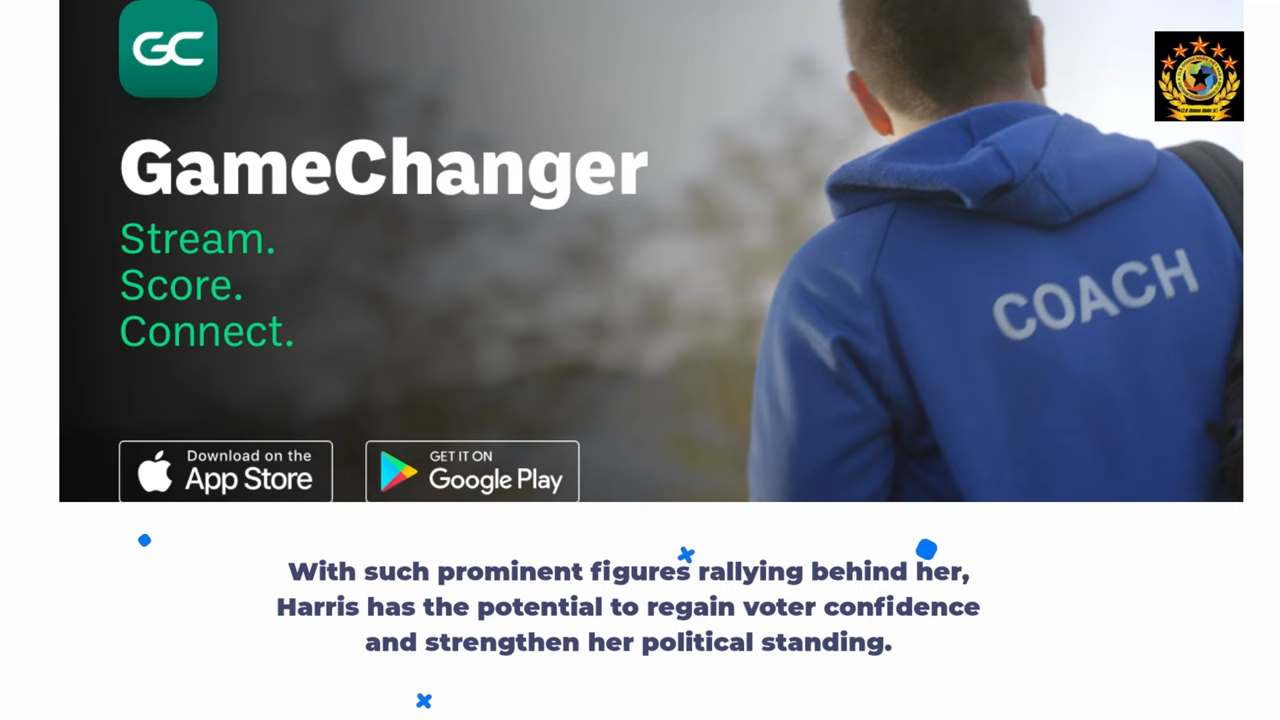 GC
GameChanger
Stream.
Score.
Connect.
COACH
Download on the
App Store
GET IT ON
Google Play
With such prominent figures rallying behind her,
Harris has the potential to regain voter confidence
and strengthen her political standing.